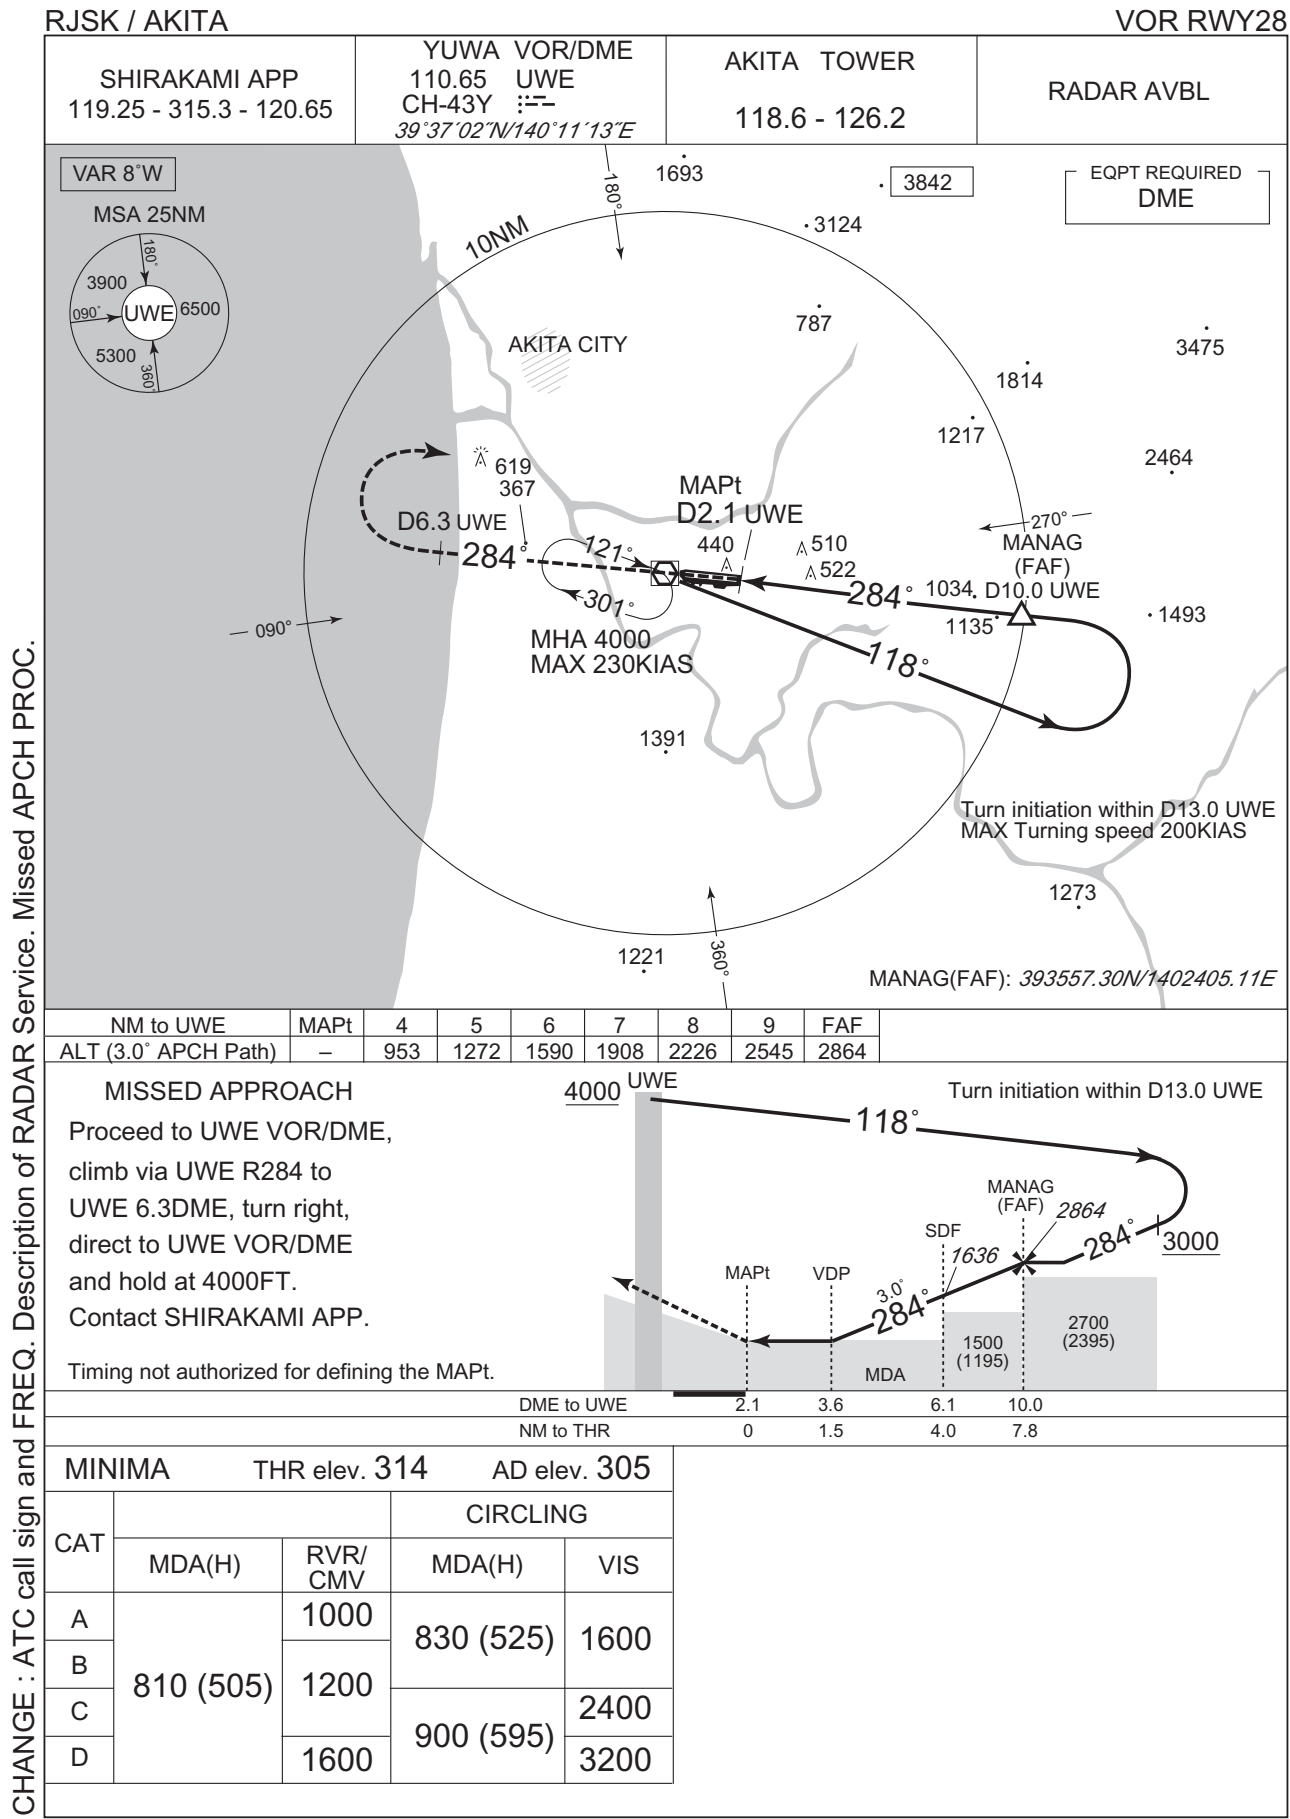 RJSK / AKITA
VOR RWY28
SHIRAKAMI APP
119.25 - 315.3 - 120.65
YUWA VOR/DME
110.65 UWE
CH-43Y
39°37´02˝N/140°11´13˝E
AKITA TOWER
118.6 - 126.2
RADAR AVBL
VAR 8°W
MSA 25NM
180°
3900
090°
UWE
6500
5300
360°
180°
1693
3842
EQPT REQUIRED
DME
10NM
3124
787
AKITA CITY
3475
1814
1217
2464
619
367
MAPt
D2.1 UWE
D6.3 UWE
270°
MANAG
(FAF)
D10.0 UWE
284°
121°
440
510
522
284°
1034
1135
1493
301°
090°
MHA 4000
MAX 230KIAS
118°
1391
Turn initiation within D13.0 UWE
MAX Turning speed 200KIAS
1273
360°
1221
MANAG(FAF): 393557.30N/1402405.11E
NM to UWE MAPt 4 5 6 7 8 9 FAF
ALT (3.0° APCH Path) – 953 1272 1590 1908 2226 2545 2864
MISSED APPROACH
Proceed to UWE VOR/DME,
climb via UWE R284 to
UWE 6.3DME, turn right,
direct to UWE VOR/DME
and hold at 4000FT.
Contact SHIRAKAMI APP.
Timing not authorized for defining the MAPt.
UWE
4000
Turn initiation within D13.0 UWE
118°
MANAG
(FAF)
2864
SDF
1636
284°
3000
MAPt
VDP
3.0°
284°
2700
(2395)
1500
(1195)
MDA
DME to UWE 2.1 3.6 6.1 10.0
NM to THR 0 1.5 4.0 7.8
MINIMA THR elev. 314 AD elev. 305
CAT
CIRCLING
MDA(H)
RVR/
CMV
MDA(H)
VIS
A
B
C
D
810 (505)
1000
1200
1600
830 (525)
900 (595)
1600
2400
3200
CHANGE : ATC call sign and FREQ. Description of RADAR Service. Missed APCH PROC.